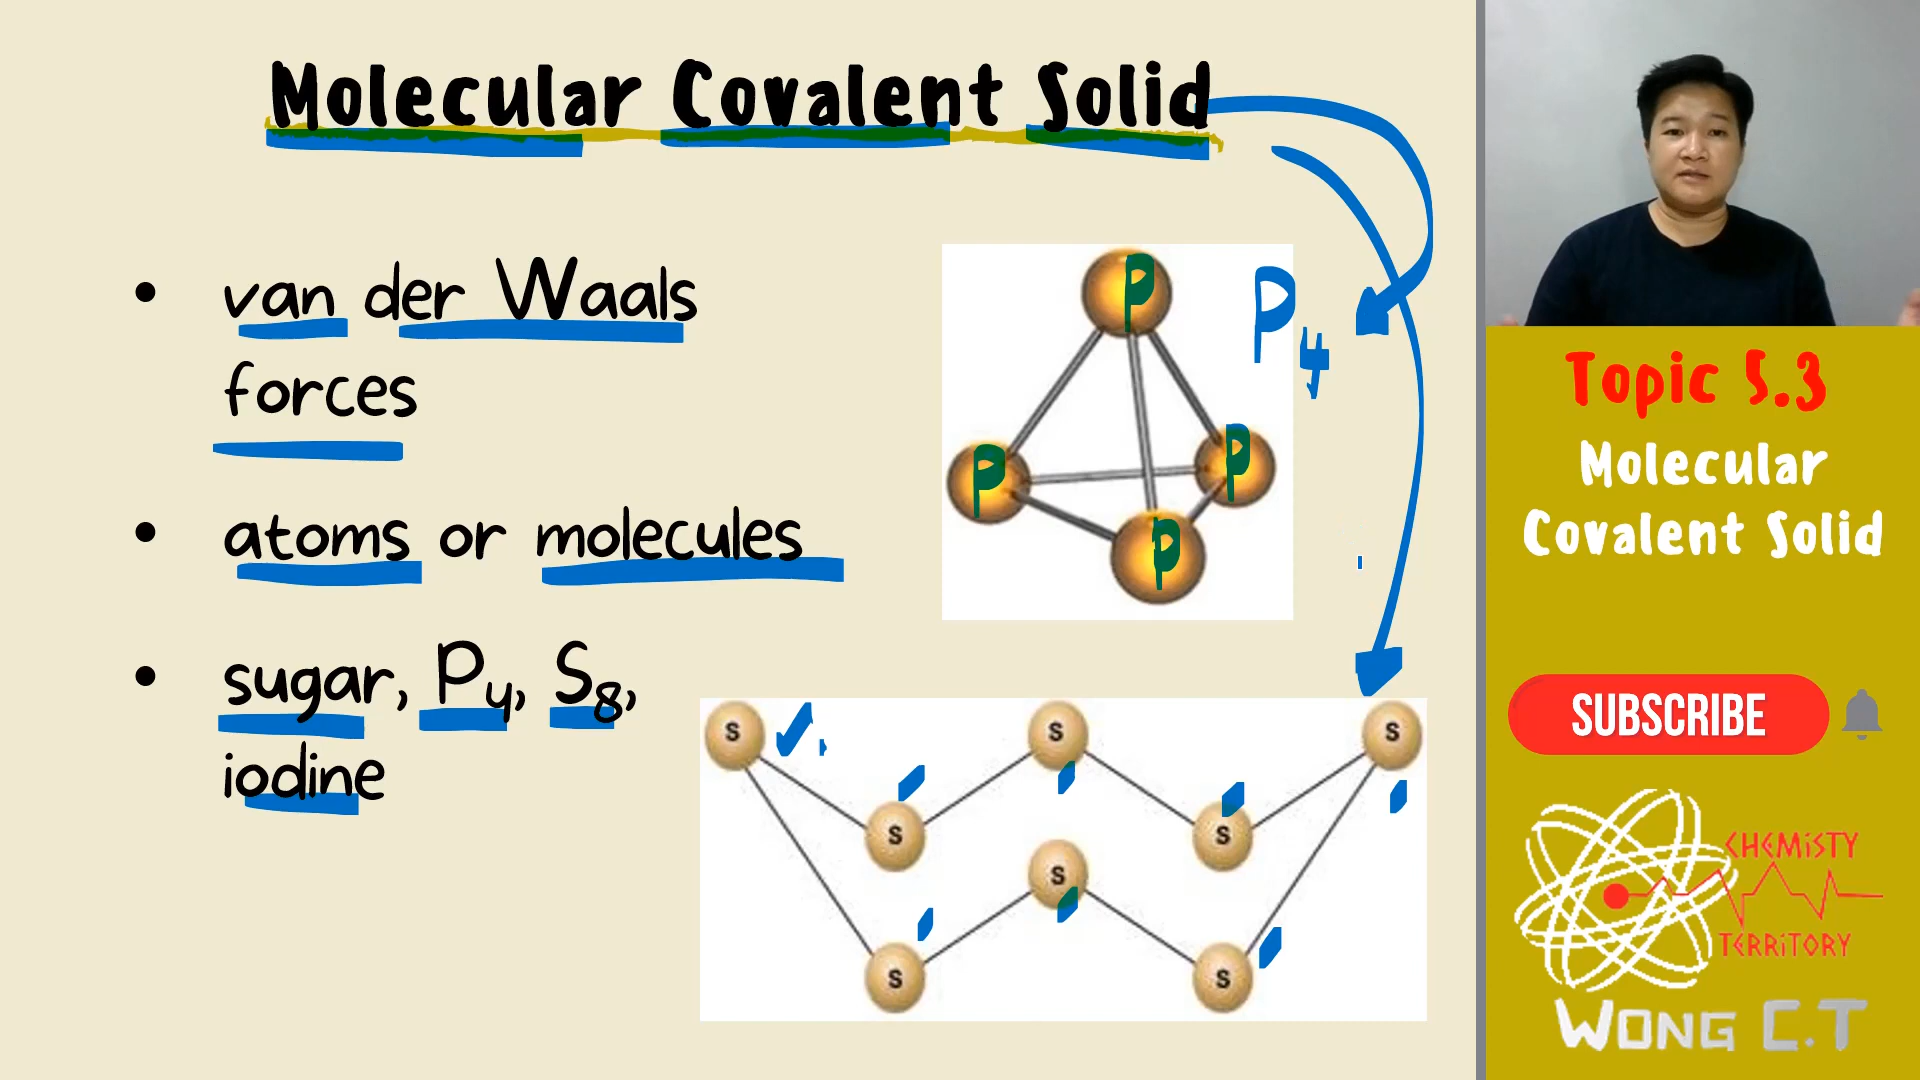 Molecular Covalent Solid
• van der Waals
forces
• atoms or molecules
• sugar, P₄, S₈,
iodine
P
P₄
P
P
P
S
S
S
S
S
S
S
S
Topic 5.3
Molecular
Covalent Solid
SUBSCRIBE
CHEMiSTY
TERRiTORY
WONG C.T